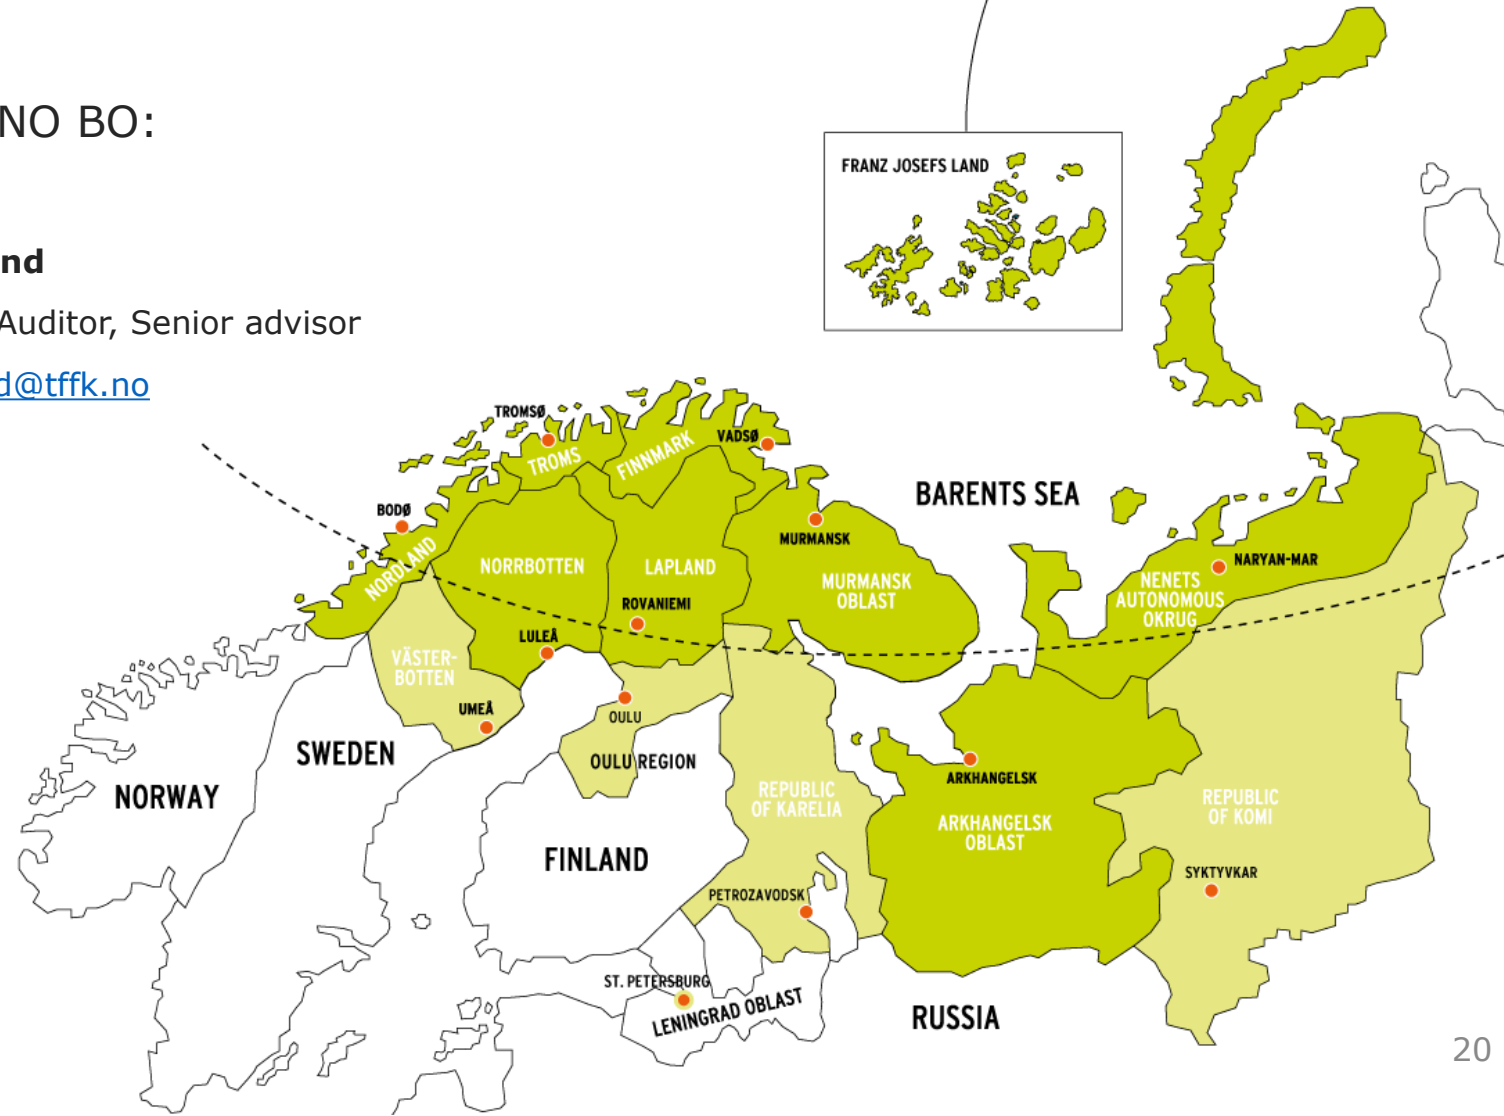 NO BO:
nd
Auditor, Senior advisor
d@tffk.no
FRANZ JOSEFS LAND
TROMSØ
TROMS
FINNMARK
VADSØ
BARENTS SEA
BODØ
NORDLAND
NORRBOTTEN
LAPLAND
MURMANSK
MURMANSK
OBLAST
NARYAN-MAR
NENETS
AUTONOMOUS
OKRUG
ROVANIEMI
LULEÅ
VÄSTER-
BOTTEN
UMEÅ
OULU
OULU REGION
SWEDEN
NORWAY
FINLAND
REPUBLIC
OF KARELIA
ARKHANGELSK
ARKHANGELSK
OBLAST
REPUBLIC
OF KOMI
SYKTYVKAR
PETROZAVODSK
ST. PETERSBURG
LENINGRAD OBLAST
RUSSIA
20